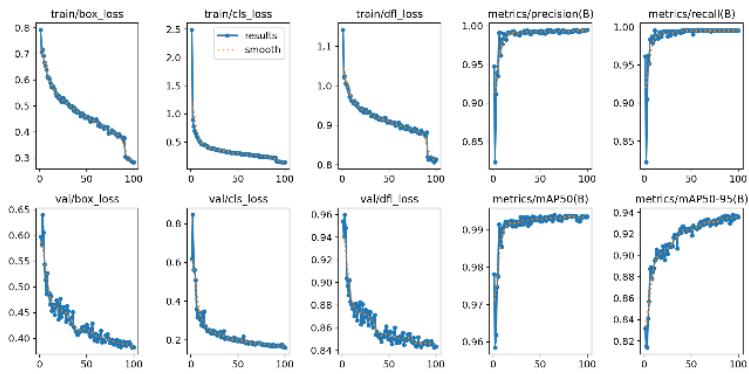 train/box_loss
train/cls_loss
train/dfl_loss
metrics/precision(B)
metrics/recall(B)
0.8
0.7
0.6
0.5
0.4
0.3
0 50 100
2.5
2.0
1.5
1.0
0.5
0 50 100
results
smooth
1.1
1.0
0.9
0.8
0 50 100
1.00
0.95
0.90
0.85
0 50 100
1.00
0.95
0.90
0.85
0 50 100
val/box_loss
val/cls_loss
val/dfl_loss
metrics/mAP50(B)
metrics/mAP50-95(B)
0.65
0.60
0.55
0.50
0.45
0.40
0 50 100
0.8
0.6
0.4
0.2
0 50 100
0.96
0.94
0.92
0.90
0.88
0.86
0.84
0 50 100
0.99
0.98
0.97
0.96
0 50 100
0.94
0.92
0.90
0.88
0.86
0.84
0.82
0 50 100